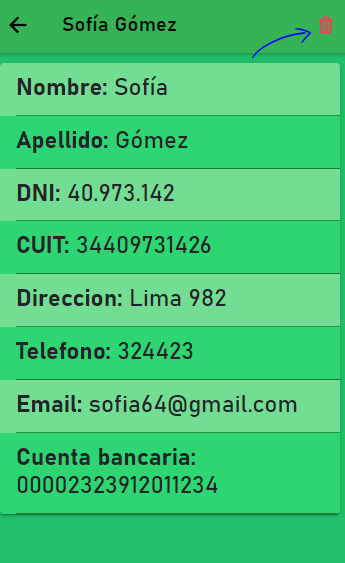 Sofía Gómez
Nombre: Sofía
Apellido: Gómez
DNI: 40.973.142
CUIT: 34409731426
Direccion: Lima 982
Telefono: 324423
Email: sofia64@gmail.com
Cuenta bancaria:
00002323912011234